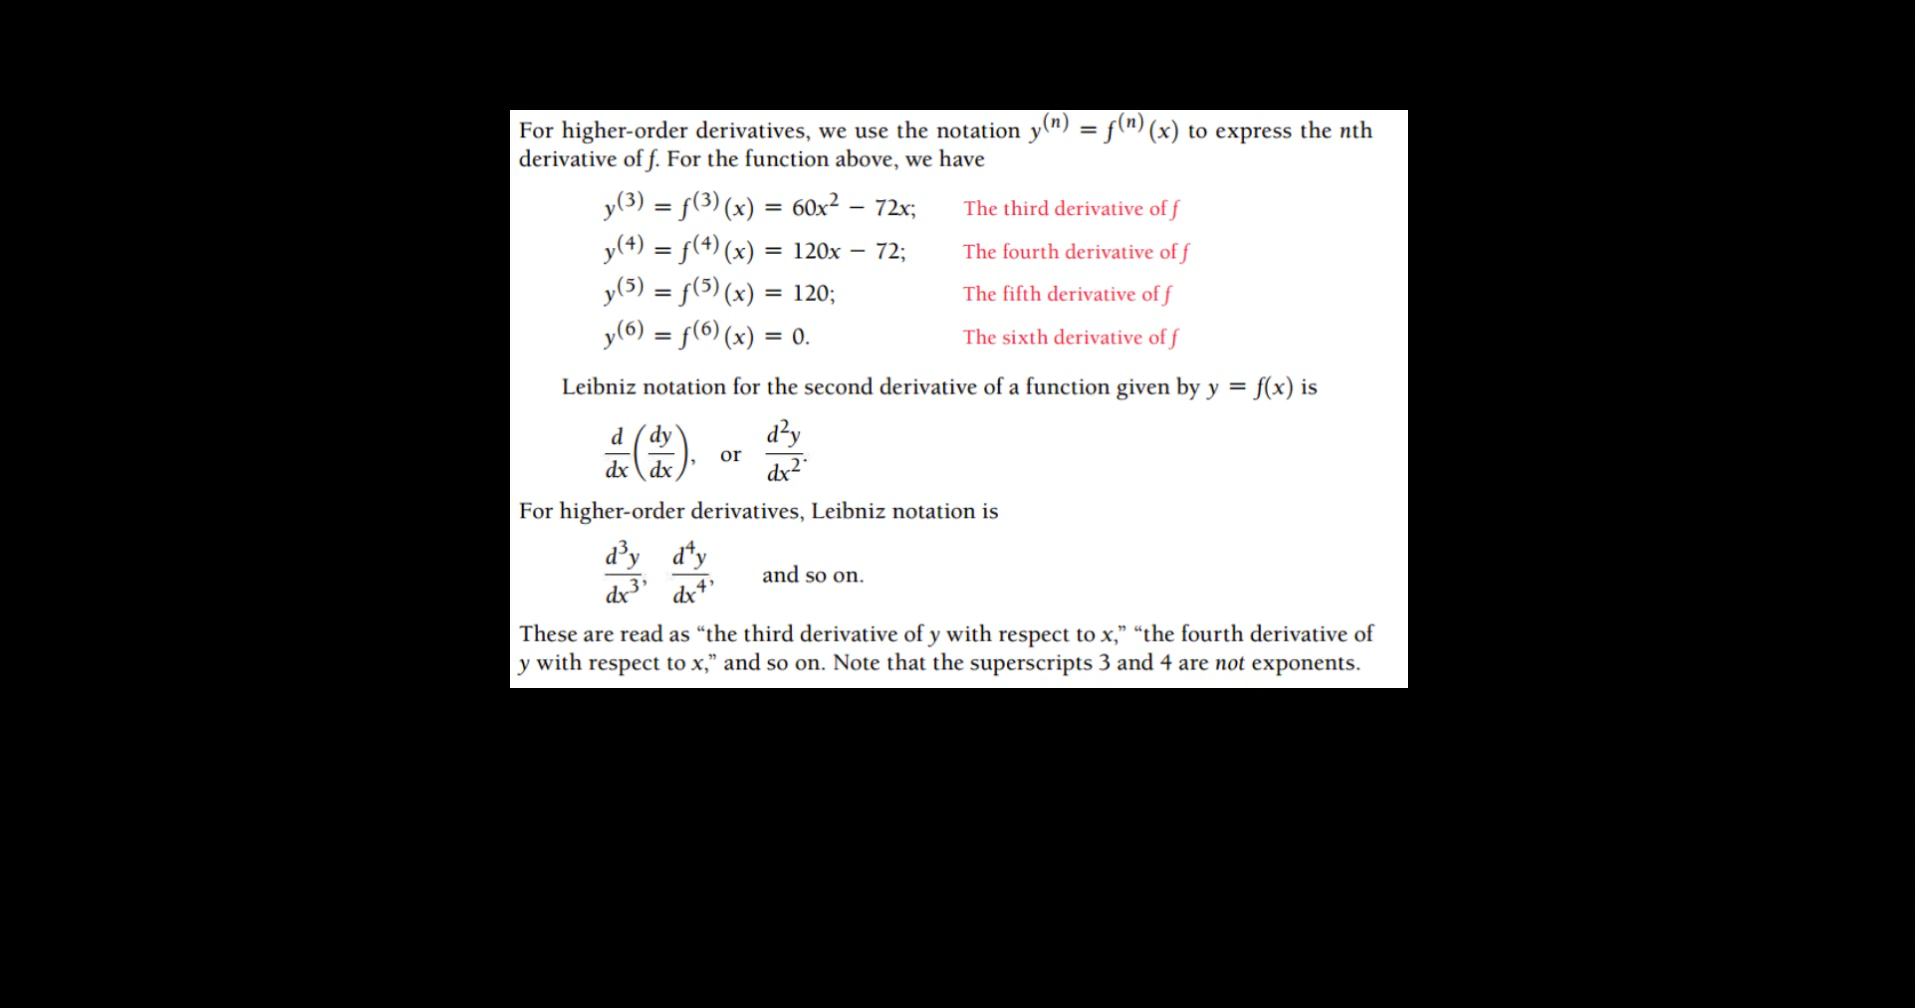 For higher-order derivatives, we use the notation y⁽ⁿ⁾ = f⁽ⁿ⁾(x) to express the nth
derivative of f. For the function above, we have
y⁽³⁾ = f⁽³⁾(x) = 60x² − 72x; The third derivative of f
y⁽⁴⁾ = f⁽⁴⁾(x) = 120x − 72; The fourth derivative of f
y⁽⁵⁾ = f⁽⁵⁾(x) = 120; The fifth derivative of f
y⁽⁶⁾ = f⁽⁶⁾(x) = 0. The sixth derivative of f
Leibniz notation for the second derivative of a function given by y = f(x) is
d/dx (dy/dx), or d²y/dx².
For higher-order derivatives, Leibniz notation is
d³y/dx³, d⁴y/dx⁴, and so on.
These are read as “the third derivative of y with respect to x,” “the fourth derivative of
y with respect to x,” and so on. Note that the superscripts 3 and 4 are not exponents.